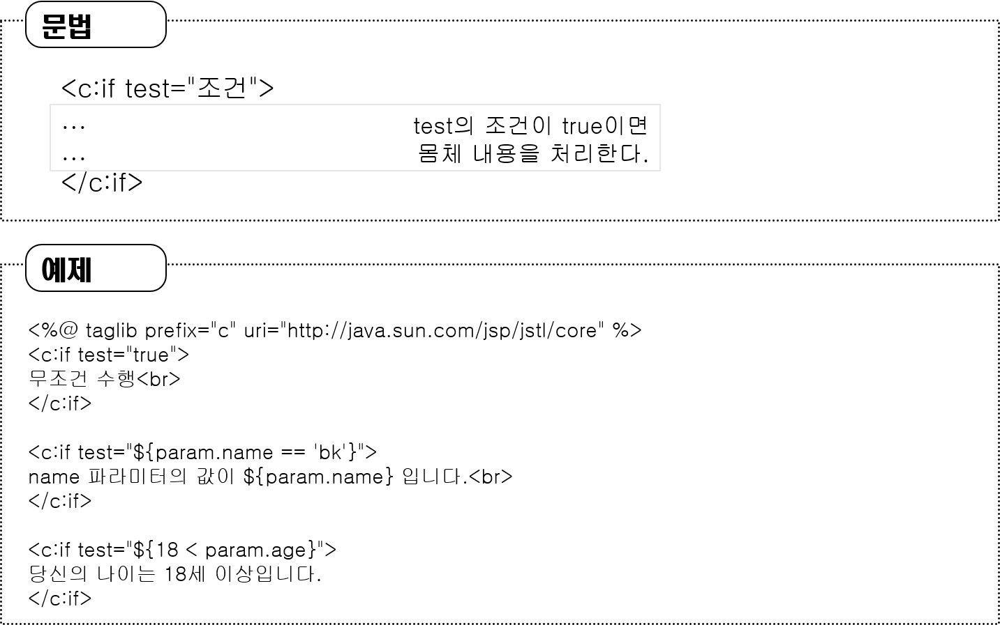 문법
<c:if test="조건">
... test의 조건이 true이면
... 몸체 내용을 처리한다.
</c:if>
예제
<%@ taglib prefix="c" uri="http://java.sun.com/jsp/jstl/core" %>
<c:if test="true">
무조건 수행<br>
</c:if>
<c:if test="${param.name == 'bk'}">
name 파라미터의 값이 ${param.name} 입니다.<br>
</c:if>
<c:if test="${18 < param.age}">
당신의 나이는 18세 이상입니다.
</c:if>